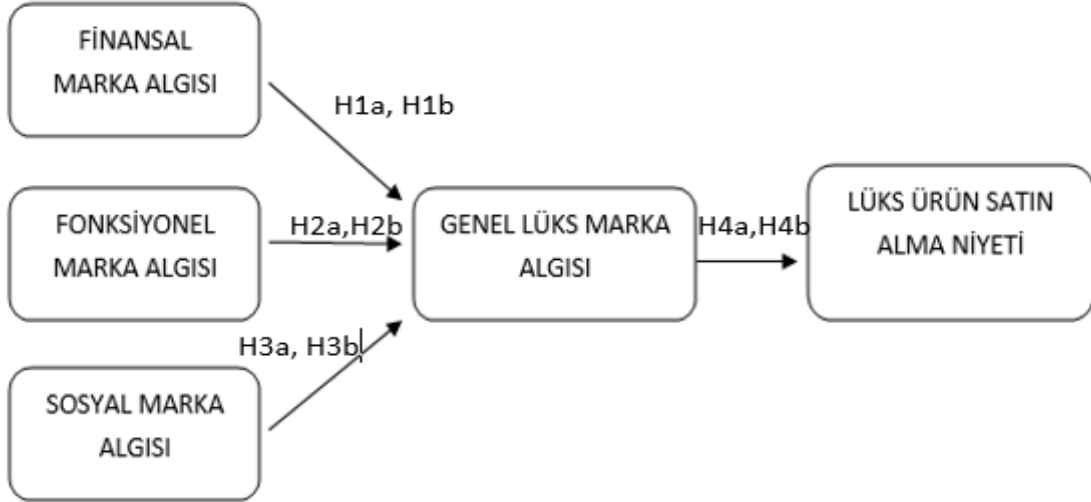 FİNANSAL
MARKA ALGISI
H1a, H1b
FONKSİYONEL
MARKA ALGISI
H2a,H2b
GENEL LÜKS MARKA
ALGISI
H4a,H4b
LÜKS ÜRÜN SATIN
ALMA NİYETİ
H3a, H3b
SOSYAL MARKA
ALGISI